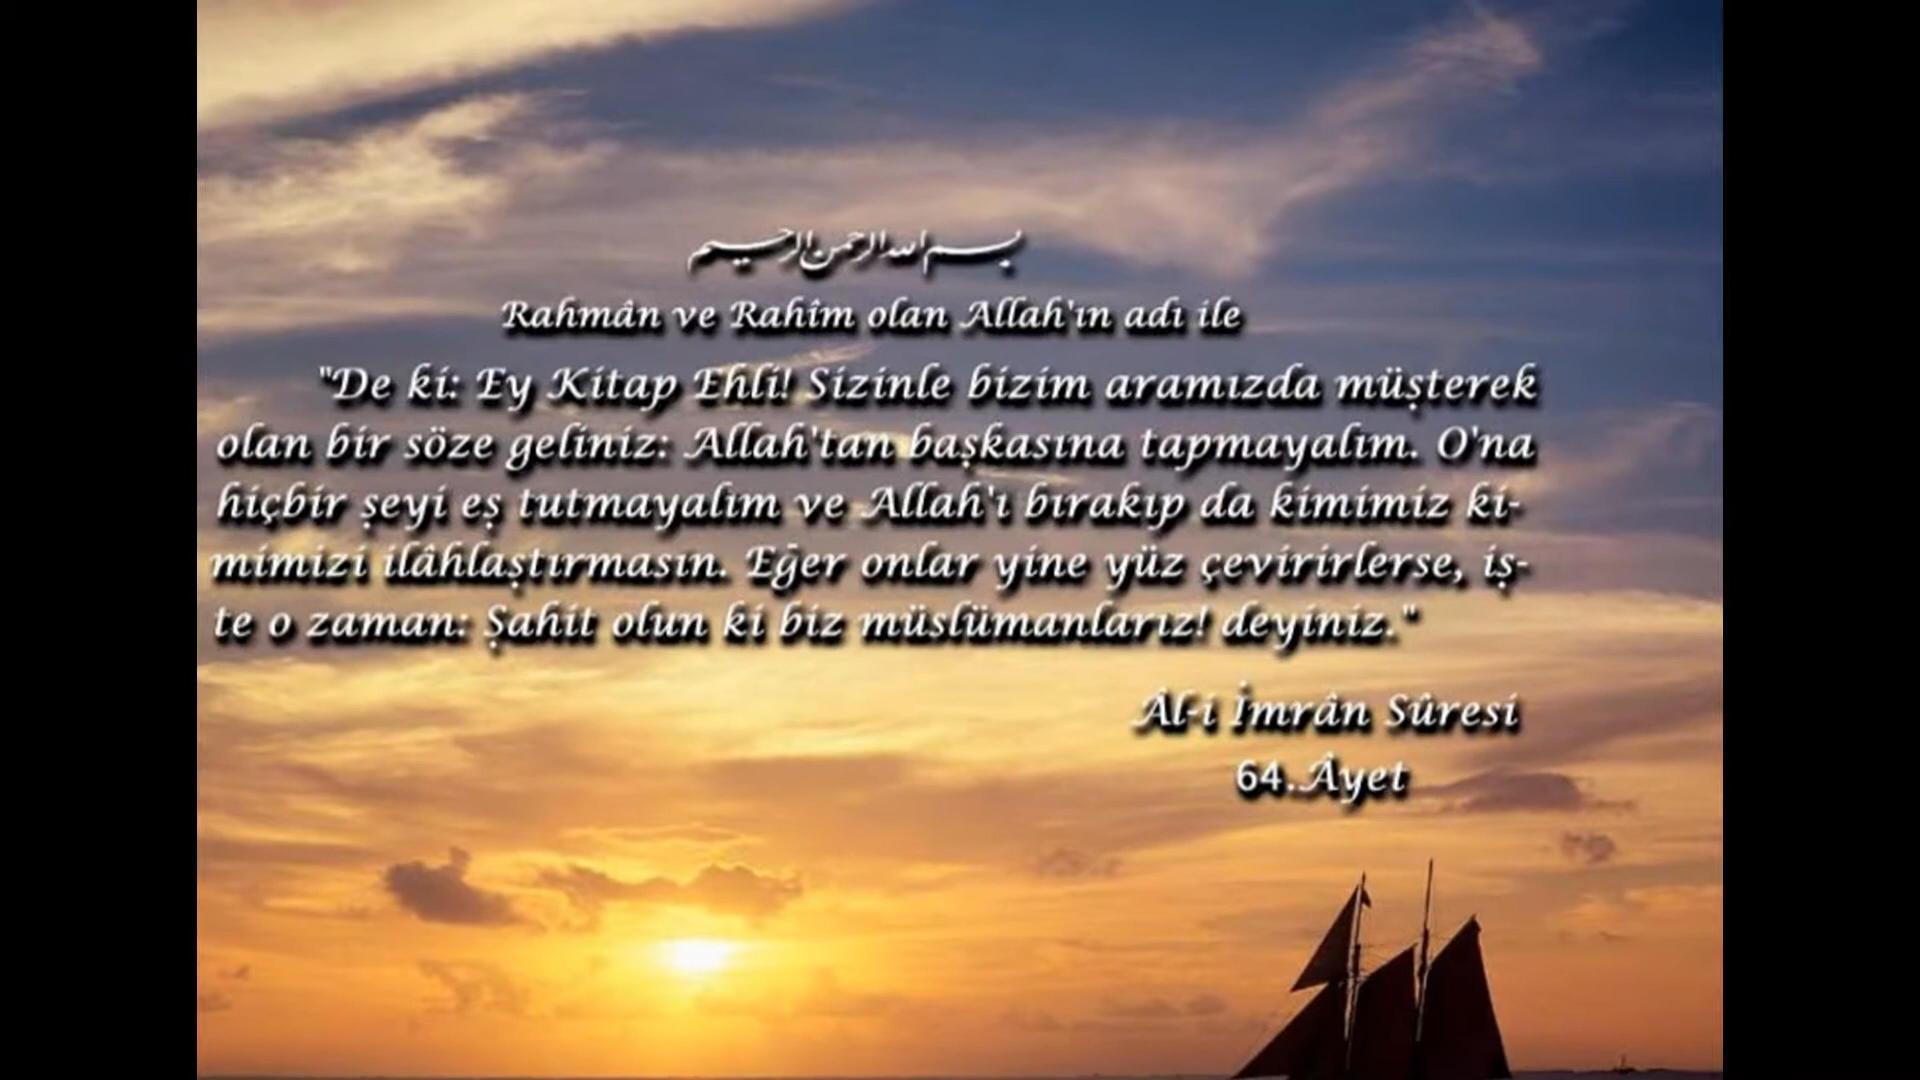 بسم الله الرحمن الرحيم
Rahmân ve Rahîm olan Allah'ın adı ile
"De ki: Ey Kitap Ehli! Sizinle bizim aramızda müşterek
olan bir söze geliniz: Allah'tan başkasına tapmayalım. O'na
hiçbir şeyi eş tutmayalım ve Allah'ı bırakıp da kimimiz ki-
mimizi ilâhlaştırmasın. Eğer onlar yine yüz çevirirlerse, iş-
te o zaman: Şahit olun ki biz müslümanlarız! deyiniz."
Âl-i İmrân Sûresi
64.Âyet